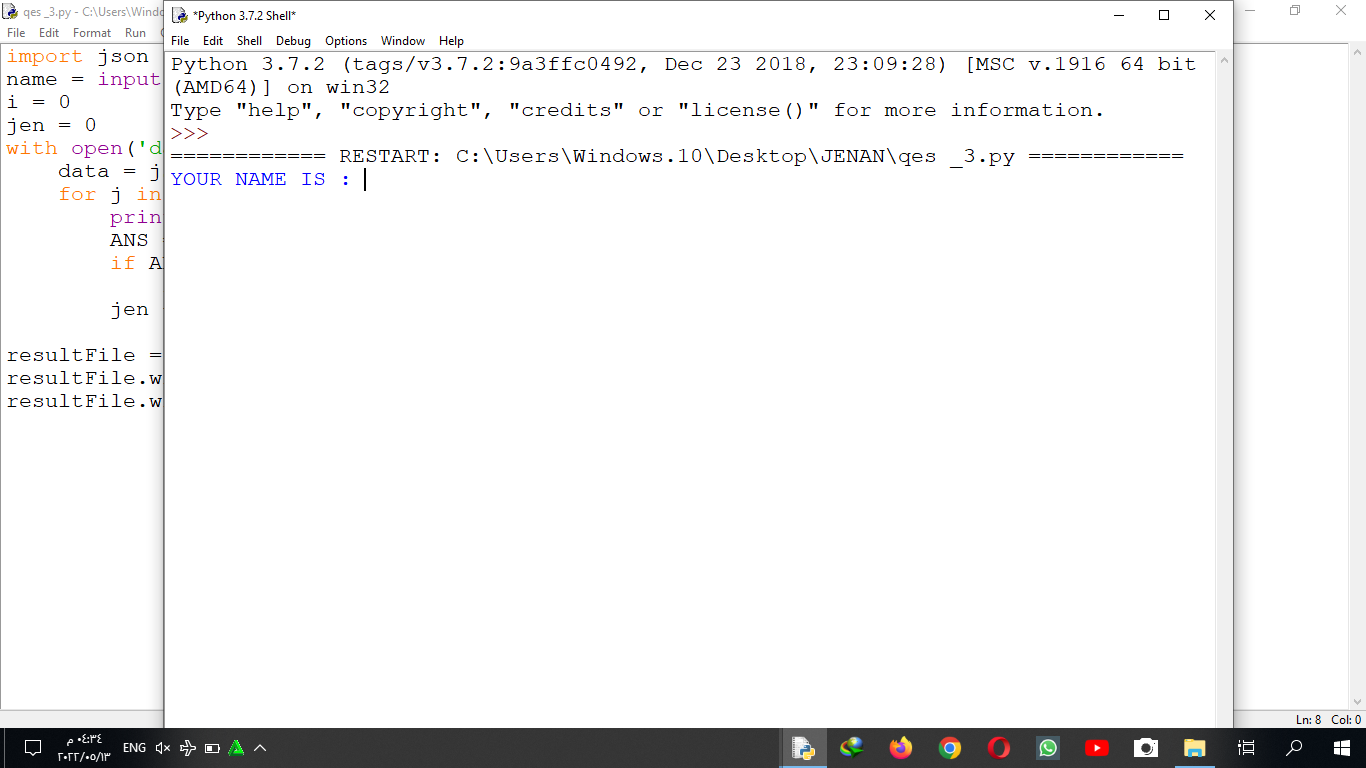 qes _3.py - C:\Users\Windo
File Edit Format Run
import json
name = input
i = 0
jen = 0
with open('d
data = j
for j in
prin
ANS
if A
jen
resultFile =
resultFile.w
resultFile.w
*Python 3.7.2 Shell*
File Edit Shell Debug Options Window Help
Python 3.7.2 (tags/v3.7.2:9a3ffc0492, Dec 23 2018, 23:09:28) [MSC v.1916 64 bit
(AMD64)] on win32
Type "help", "copyright", "credits" or "license()" for more information.
>>>
============ RESTART: C:\Users\Windows.10\Desktop\JENAN\qes _3.py ============
YOUR NAME IS :
Ln: 8 Col: 0
٠٤:٣٤ م
٢٠٢٢/٠٥/١٣
ENG